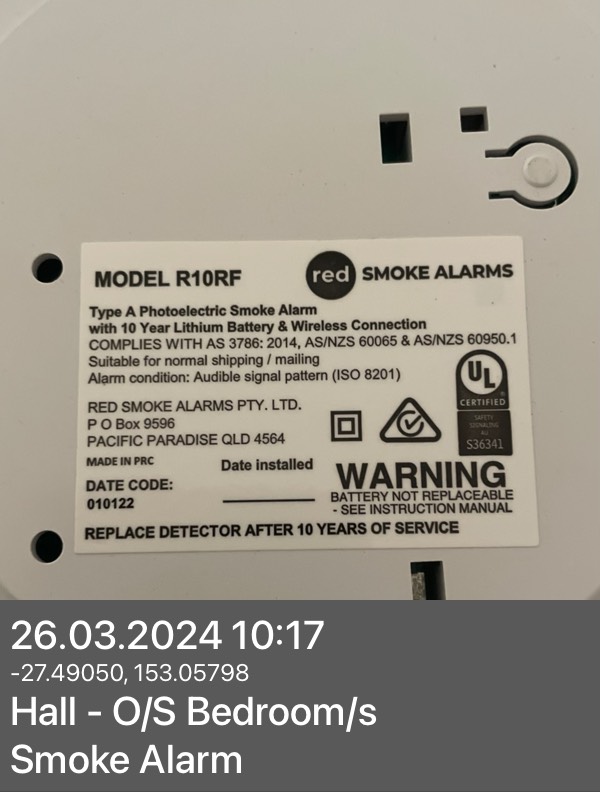 MODEL R10RF
red SMOKE ALARMS
Type A Photoelectric Smoke Alarm
with 10 Year Lithium Battery & Wireless Connection
COMPLIES WITH AS 3786: 2014, AS/NZS 60065 & AS/NZS 60950.1
Suitable for normal shipping / mailing
Alarm condition: Audible signal pattern (ISO 8201)
UL
CERTIFIED
SAFETY
SIGNALING
AU
S36341
RED SMOKE ALARMS PTY. LTD.
P O Box 9596
PACIFIC PARADISE QLD 4564
MADE IN PRC
Date installed
DATE CODE:
010122
WARNING
BATTERY NOT REPLACEABLE
- SEE INSTRUCTION MANUAL
REPLACE DETECTOR AFTER 10 YEARS OF SERVICE
26.03.2024 10:17
-27.49050, 153.05798
Hall - O/S Bedroom/s
Smoke Alarm